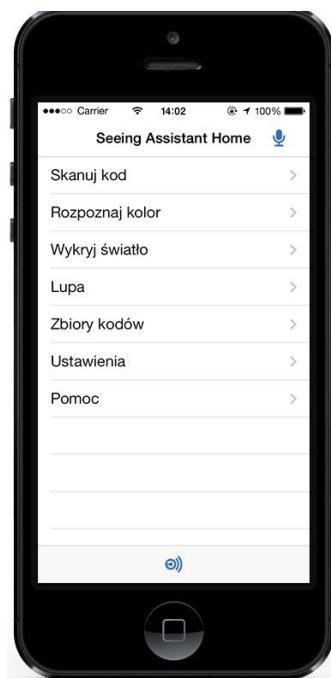 Carrier 14:02 100%
Seeing Assistant Home
Skanuj kod
Rozpoznaj kolor
Wykryj światło
Lupa
Zbiory kodów
Ustawienia
Pomoc